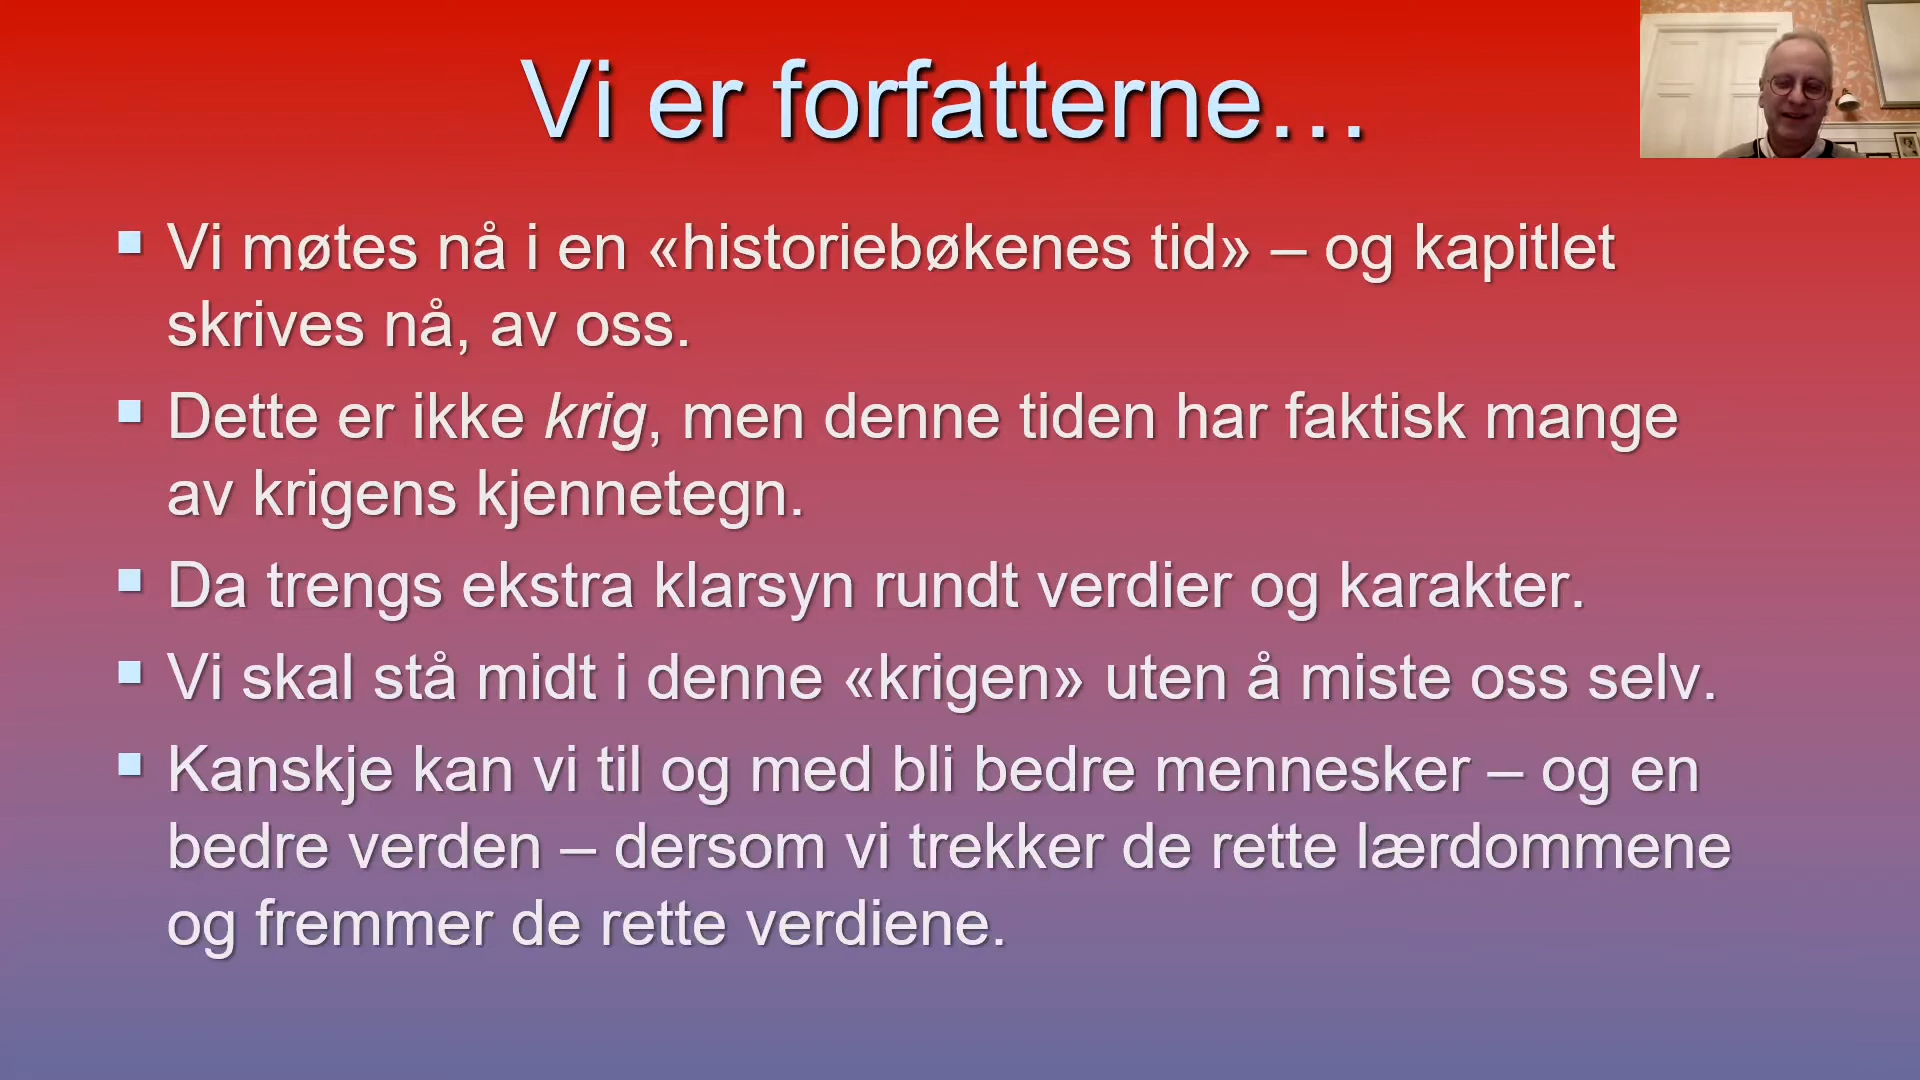 Vi er forfatterne…
Vi møtes nå i en «historiebøkenes tid» – og kapitlet
skrives nå, av oss.
Dette er ikke krig, men denne tiden har faktisk mange
av krigens kjennetegn.
Da trengs ekstra klarsyn rundt verdier og karakter.
Vi skal stå midt i denne «krigen» uten å miste oss selv.
Kanskje kan vi til og med bli bedre mennesker – og en
bedre verden – dersom vi trekker de rette lærdommene
og fremmer de rette verdiene.